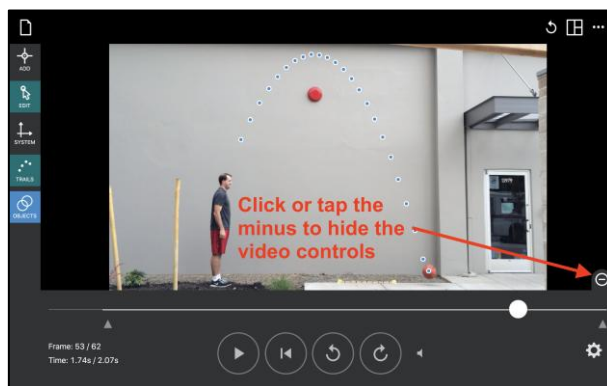 ADD
EDIT
SYSTEM
TRAILS
OBJECTS
Click or tap the
minus to hide the
video controls
Frame: 53 / 62
Time: 1.74s / 2.07s